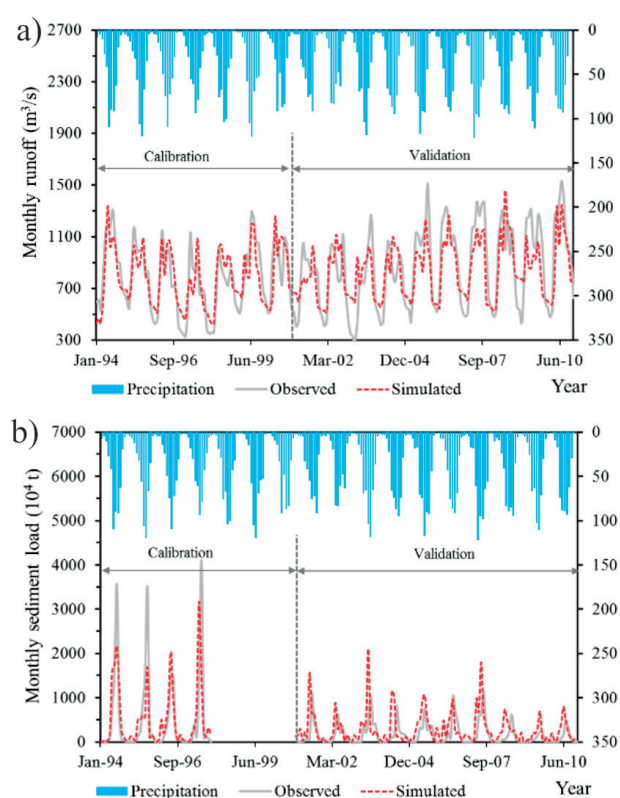 a)
2700 0
2300 50
1900 100
Calibration Validation 150
1500 200
1100 250
700 300
300 350
Monthly runoff (m³/s)
Jan-94 Sep-96 Jun-99 Mar-02 Dec-04 Sep-07 Jun-10
Precipitation Observed Simulated Year
b)
7000 0
6000 50
5000 100
4000 Calibration Validation 150
3000 200
2000 250
1000 300
0 350
Monthly sediment load (10⁴ t)
Jan-94 Sep-96 Jun-99 Mar-02 Dec-04 Sep-07 Jun-10
Precipitation Observed Simulated Year